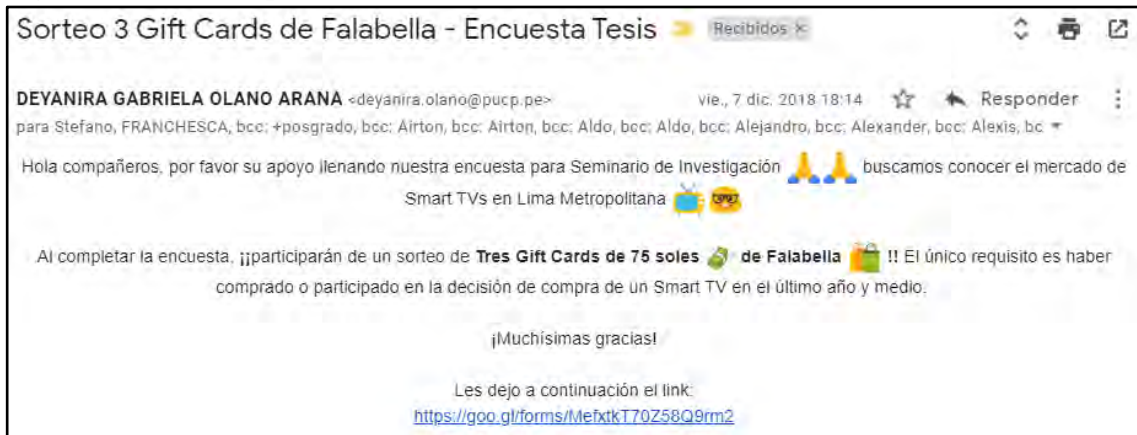 Sorteo 3 Gift Cards de Falabella - Encuesta Tesis Recibidos ×
DEYANIRA GABRIELA OLANO ARANA <deyanira.olano@pucp.pe> vie., 7 dic. 2018 18:14 Responder
para Stefano, FRANCHESCA, bcc: +posgrado, bcc: Airton, bcc: Airton, bcc: Aldo, bcc: Aldo, bcc: Alejandro, bcc: Alexander, bcc: Alexis, bc
Hola compañeros, por favor su apoyo llenando nuestra encuesta para Seminario de Investigación 🙏🙏 buscamos conocer el mercado de
Smart TVs en Lima Metropolitana 📺🤓
Al completar la encuesta, ¡¡participarán de un sorteo de Tres Gift Cards de 75 soles 💸 de Falabella 🛍️ !! El único requisito es haber
comprado o participado en la decisión de compra de un Smart TV en el último año y medio.
¡Muchísimas gracias!
Les dejo a continuación el link:
https://goo.gl/forms/MefxtkT70Z58Q9rm2